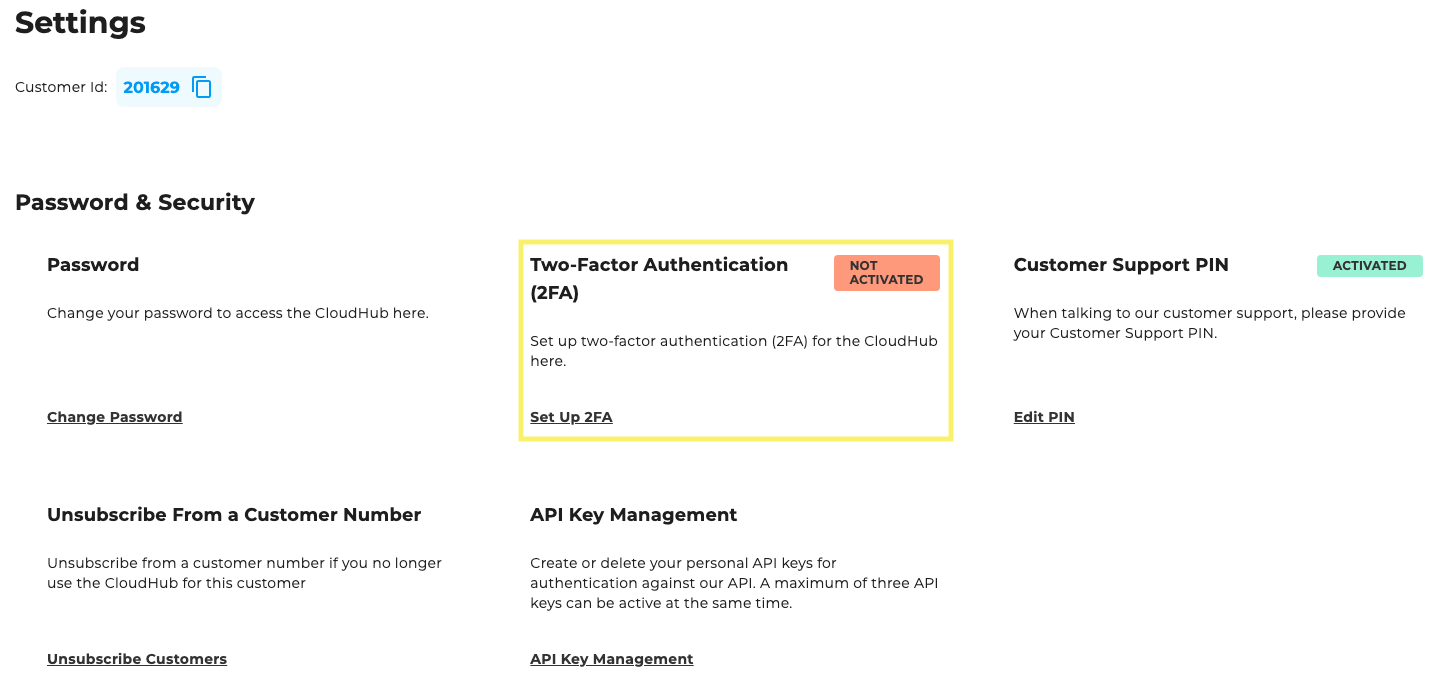 Settings
Customer Id: 201629
Password & Security
Password
Change your password to access the CloudHub here.
Change Password
Two-Factor Authentication
(2FA)
NOT
ACTIVATED
Set up two-factor authentication (2FA) for the CloudHub
here.
Set Up 2FA
Customer Support PIN
ACTIVATED
When talking to our customer support, please provide
your Customer Support PIN.
Edit PIN
Unsubscribe From a Customer Number
Unsubscribe from a customer number if you no longer
use the CloudHub for this customer
Unsubscribe Customers
API Key Management
Create or delete your personal API keys for
authentication against our API. A maximum of three API
keys can be active at the same time.
API Key Management